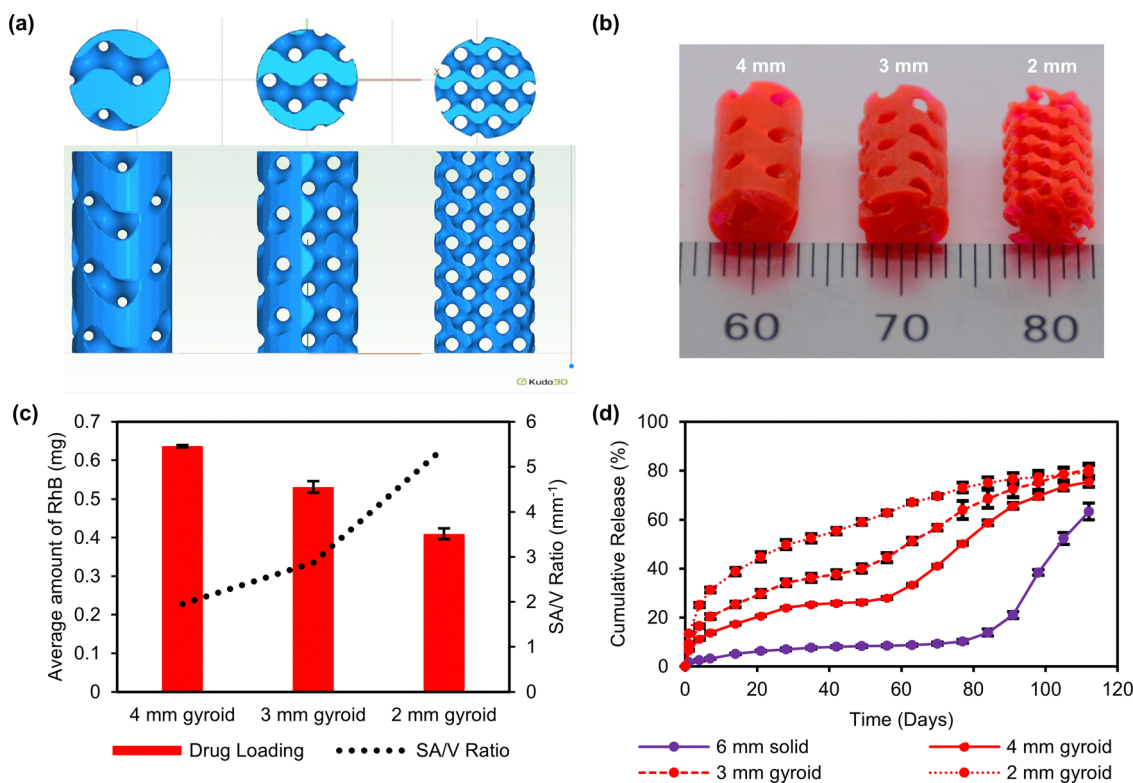 (a)
Kudo3D
(b)
4 mm
3 mm
2 mm
60
70
80
(c)
0.7
0.6
0.5
0.4
0.3
0.2
0.1
0
Average amount of RhB (mg)
6
5
4
3
2
1
0
SA/V Ratio (mm-1)
4 mm gyroid
3 mm gyroid
2 mm gyroid
Drug Loading
SA/V Ratio
(d)
80
60
40
20
0
Cumulative Release (%)
0
20
40
60
80
100
120
Time (Days)
6 mm solid
4 mm gyroid
3 mm gyroid
2 mm gyroid